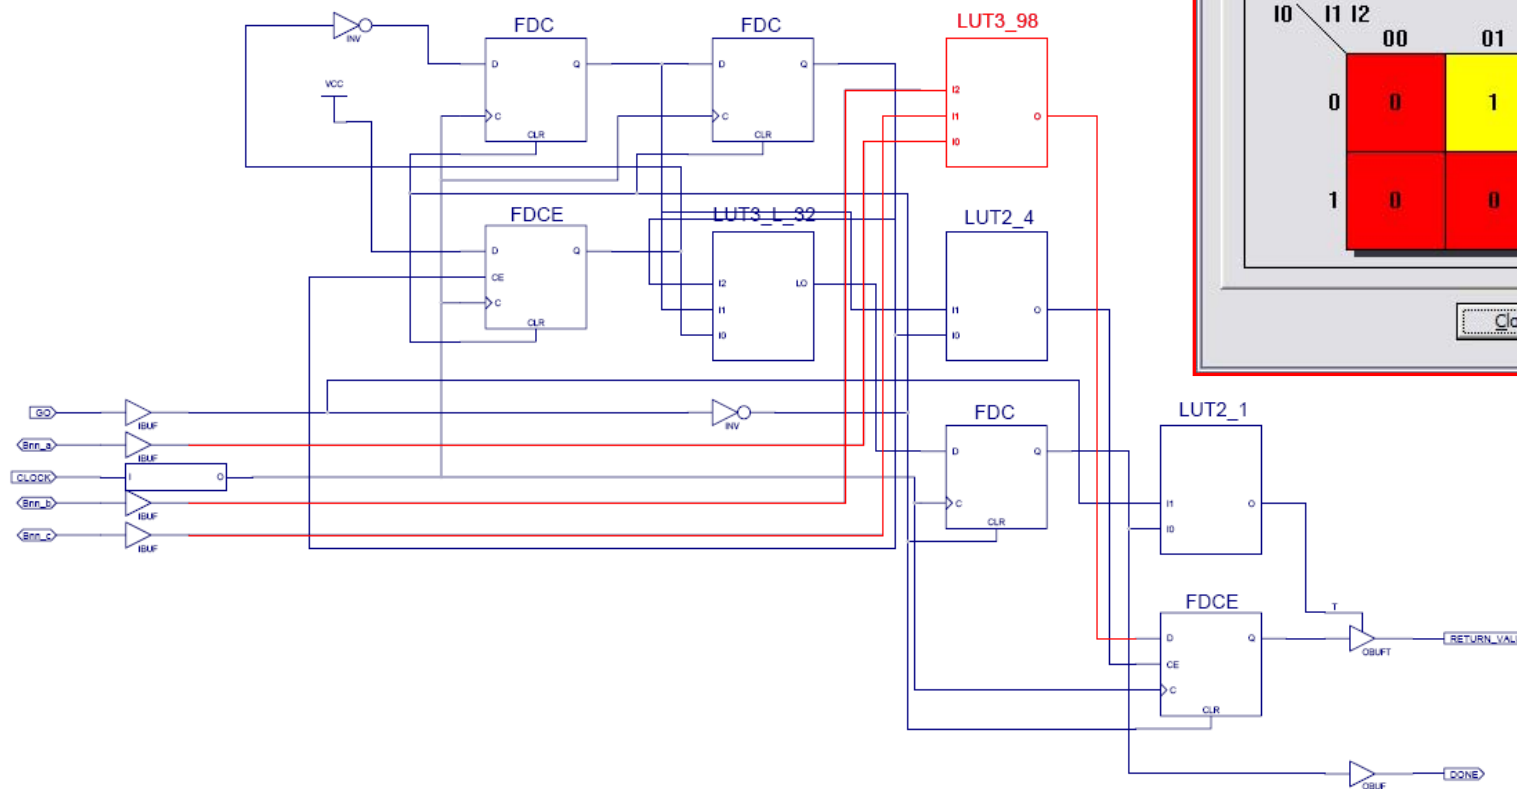 FDC
FDC
LUT3_98
I0 I1 I2
00 01
INV
D Q
D Q
VCC
I2
0 0 1
C
C
I1
O
CLR
CLR
I0
1 0 0
FDCE
LUT3_L_32
LUT2_4
D Q
CE
I2 LO
C
I1
I1 O
CLR
I0
I0
GO
IBUF
INV
FDC
LUT2_1
Bnn_a
IBUF
D Q
CLOCK
I O
Bnn_b
IBUF
C
I1 O
CLR
I0
Bnn_c
IBUF
FDCE
T
D Q
OBUFT
CE
C
CLR
DONE
OBUF